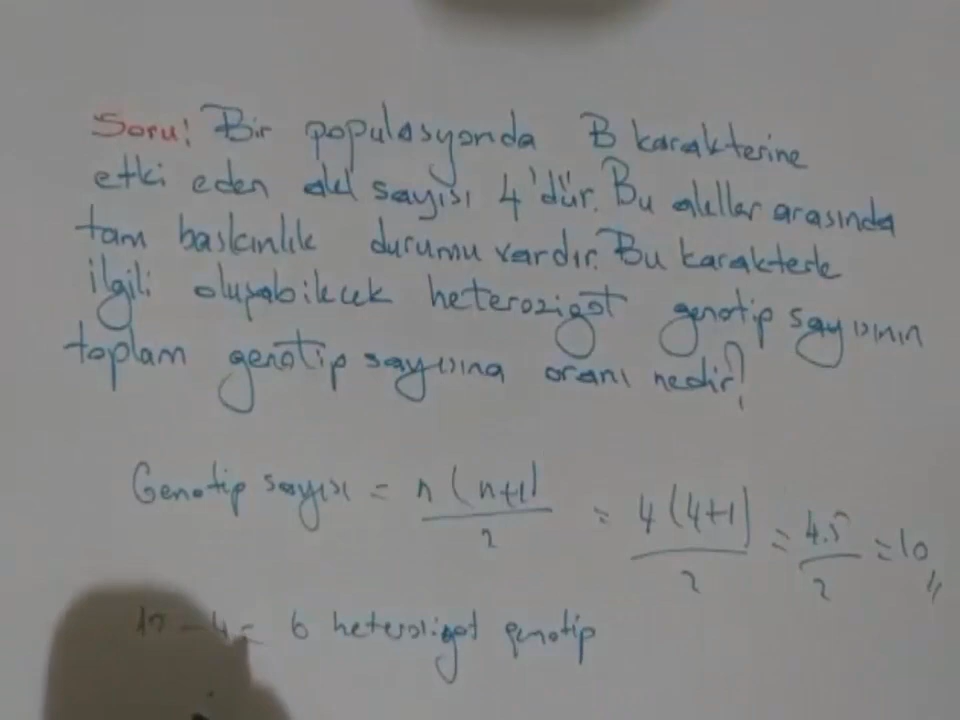 Soru! Bir populasyonda B karakterine
etki eden alel sayısı 4'dür. Bu aleller arasında
tam baskınlık durumu vardır. Bu karakterle
ilgili oluşabilecek heterozigot genotip sayısının
toplam genotip sayısına oranı nedir?
Genotip sayısı = n(n+1)/2 = 4(4+1)/2 = 4.5/2 = 10
10 - 4 = 6 heterozigot genotip